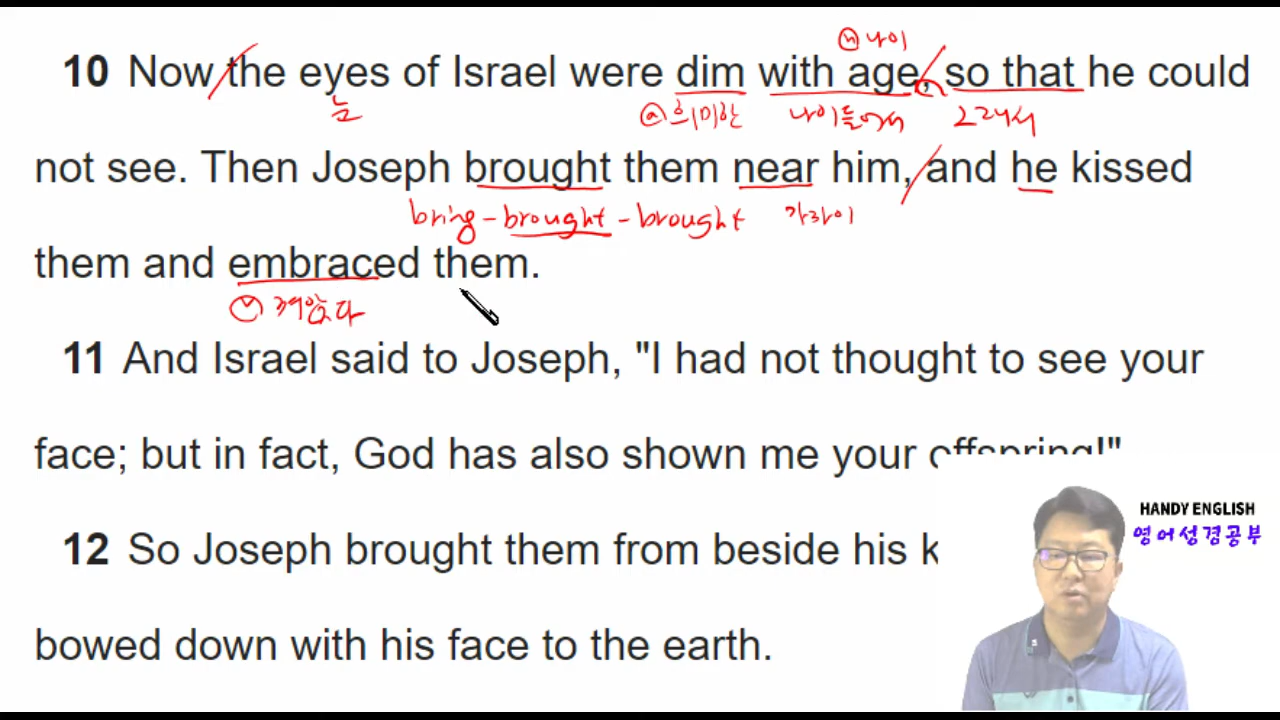 ⓝ나이
10 Now the eyes of Israel were dim with age, so that he could
눈 ⓐ희미한 나이들어서 그래서
not see. Then Joseph brought them near him, and he kissed
bring - brought - brought 가까이
them and embraced them.
ⓥ 껴안다
11 And Israel said to Joseph, "I had not thought to see your
face; but in fact, God has also shown me your offspring!"
HANDY ENGLISH
영어성경공부
12 So Joseph brought them from beside his k
bowed down with his face to the earth.